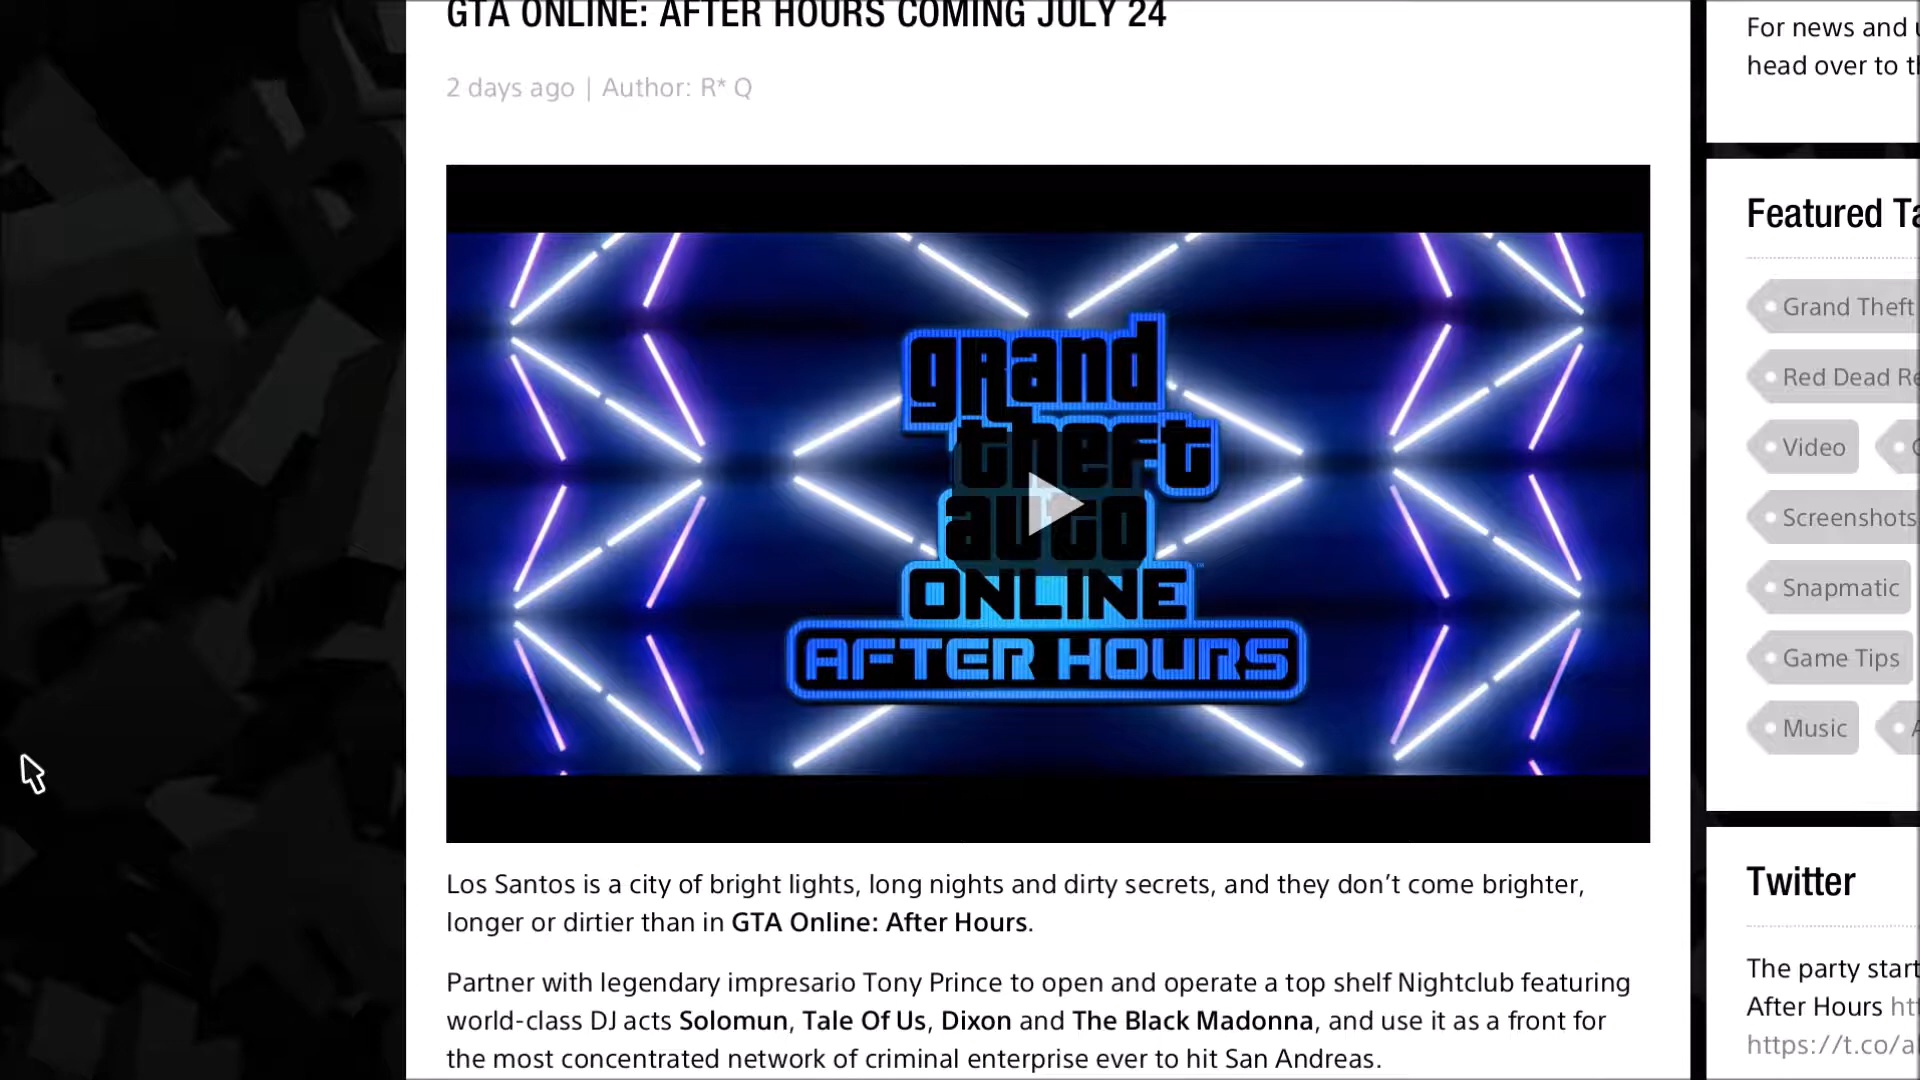 GTA ONLINE: AFTER HOURS COMING JULY 24
2 days ago | Author: R* Q
grand
theft
auto
ONLINE
AFTER HOURS
Los Santos is a city of bright lights, long nights and dirty secrets, and they don’t come brighter,
longer or dirtier than in GTA Online: After Hours.
Partner with legendary impresario Tony Prince to open and operate a top shelf Nightclub featuring
world-class DJ acts Solomun, Tale Of Us, Dixon and The Black Madonna, and use it as a front for
the most concentrated network of criminal enterprise ever to hit San Andreas.
For news and
head over to
Featured
Grand Theft
Red Dead
Video
Screenshots
Snapmatic
Game Tips
Music
Twitter
The party start
After Hours
https://t.co/a